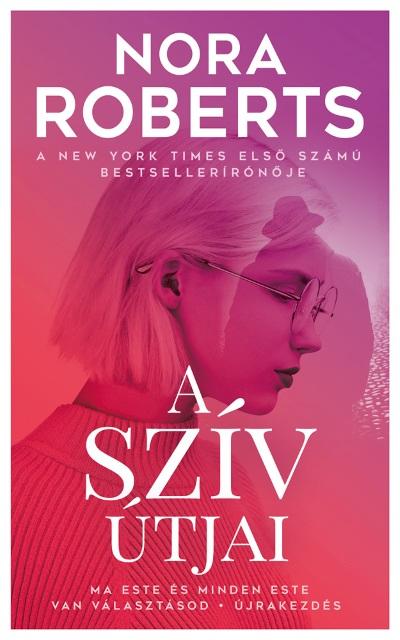 NORA
ROBERTS
A NEW YORK TIMES ELSŐ SZÁMÚ
BESTSELLERÍRÓNŐJE
A
SZÍV
ÚTJAI
MA ESTE ÉS MINDEN ESTE
VAN VÁLASZTÁSOD • ÚJRAKEZDÉS